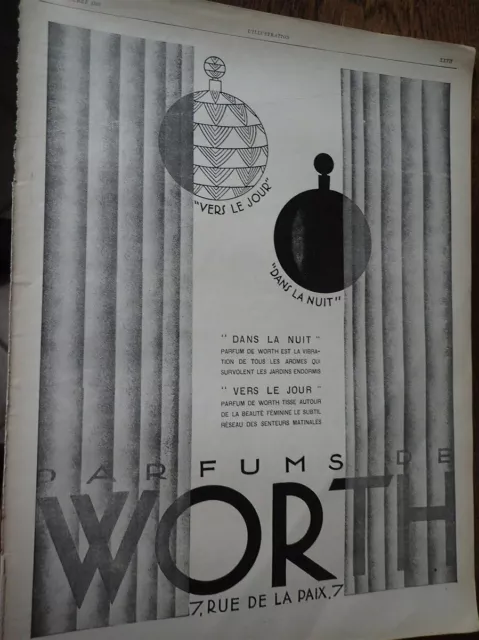 L'ILLUSTRATION
"VERS LE JOUR"
"DANS LA NUIT"
" DANS LA NUIT "
PARFUM DE WORTH EST LA VIBRA-
TION DE TOUS LES AROMES QUI
SURVOLENT LES JARDINS ENDORMIS
" VERS LE JOUR "
PARFUM DE WORTH TISSE AUTOUR
DE LA BEAUTÉ FÉMININE LE SUBTIL
RÉSEAU DES SENTEURS MATINALES
PARFUMS DE
WORTH
7, RUE DE LA PAIX, 7